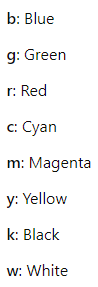 b: Blue
g: Green
r: Red
c: Cyan
m: Magenta
y: Yellow
k: Black
w: White